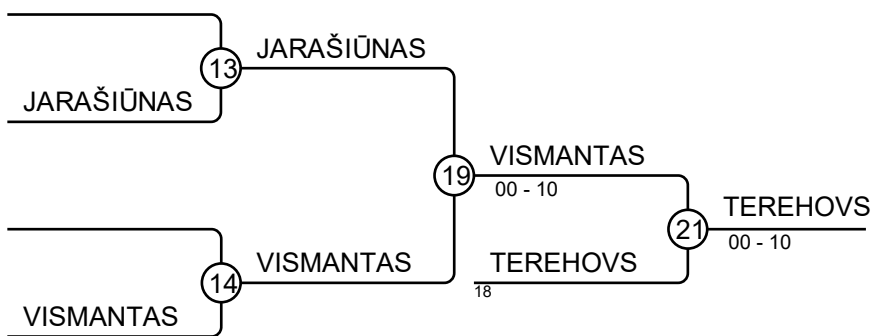 JARAŠIŪNAS
13
JARAŠIŪNAS
VISMANTAS
19
00 - 10
TEREHOVS
21
00 - 10
VISMANTAS
TEREHOVS
14
18
VISMANTAS